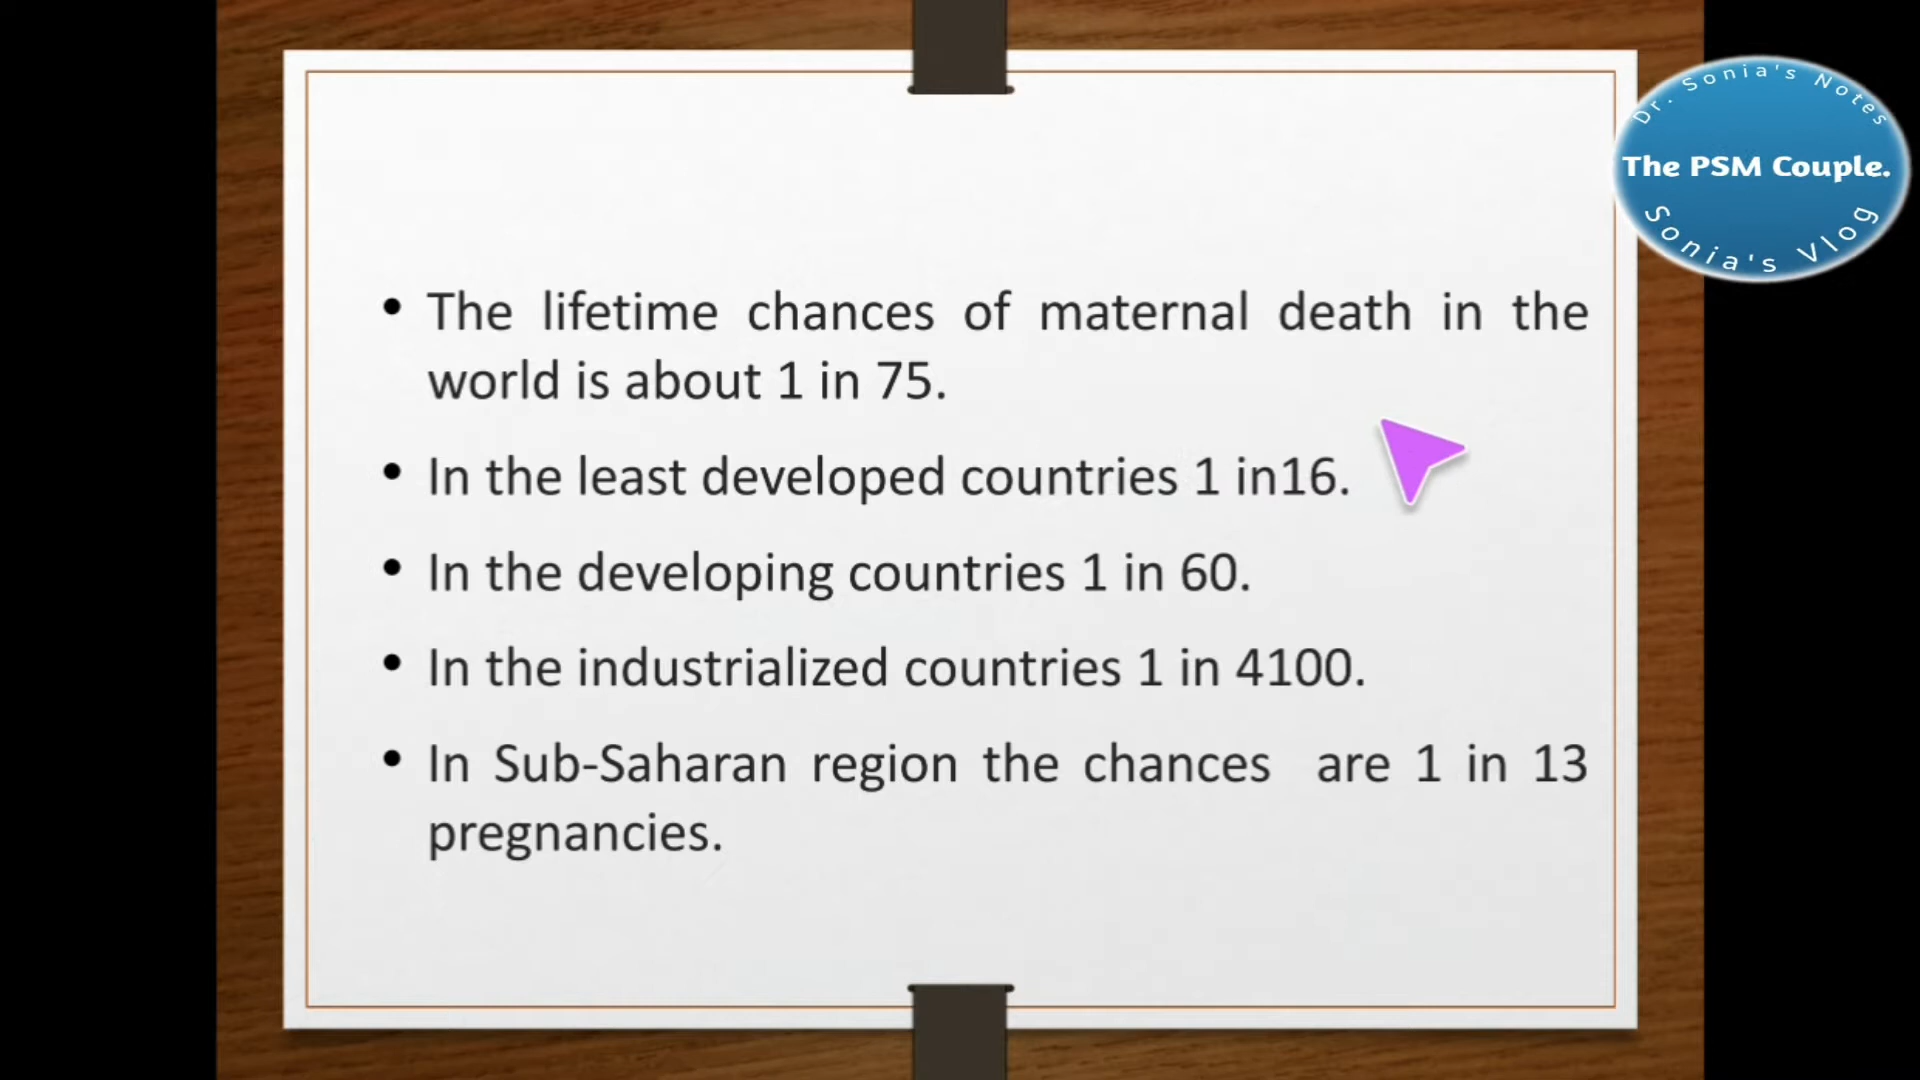 Dr. Sonia's Notes
The PSM Couple.
Sonia's Vlog
• The lifetime chances of maternal death in the
world is about 1 in 75.
• In the least developed countries 1 in16.
• In the developing countries 1 in 60.
• In the industrialized countries 1 in 4100.
• In Sub-Saharan region the chances are 1 in 13
pregnancies.